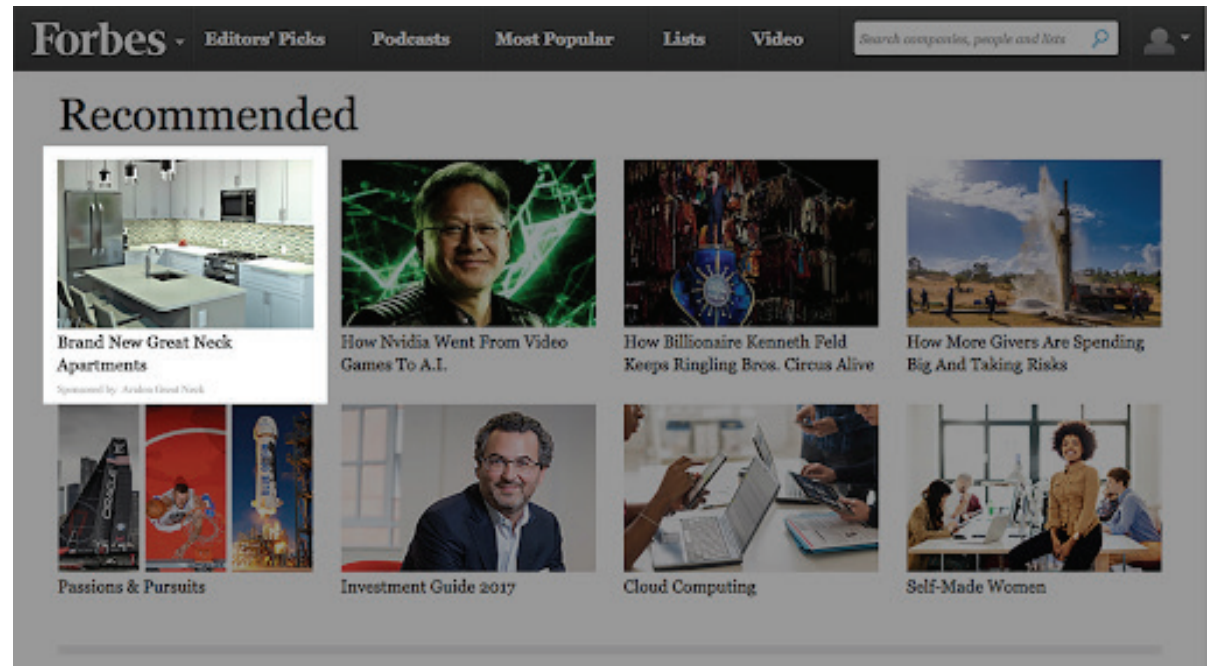 Forbes
Editors' Picks
Podcasts
Most Popular
Lists
Video
Search companies, people and lists
Recommended
Brand New Great Neck
Apartments
Sponsored by: Avalon Great Neck
How Nvidia Went From Video
Games To A.I.
How Billionaire Kenneth Feld
Keeps Ringling Bros. Circus Alive
How More Givers Are Spending
Big And Taking Risks
ORACLE
Passions & Pursuits
Investment Guide 2017
Cloud Computing
Self-Made Women